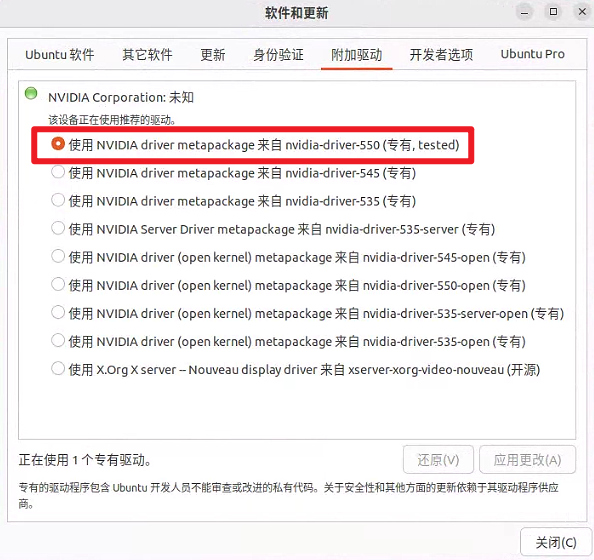 软件和更新
Ubuntu 软件 其它软件 更新 身份验证 附加驱动 开发者选项 Ubuntu Pro
NVIDIA Corporation: 未知
该设备正在使用推荐的驱动。
使用 NVIDIA driver metapackage 来自 nvidia-driver-550 (专有, tested)
使用 NVIDIA driver metapackage 来自 nvidia-driver-545 (专有)
使用 NVIDIA driver metapackage 来自 nvidia-driver-535 (专有)
使用 NVIDIA Server Driver metapackage 来自 nvidia-driver-535-server (专有)
使用 NVIDIA driver (open kernel) metapackage 来自 nvidia-driver-545-open (专有)
使用 NVIDIA driver (open kernel) metapackage 来自 nvidia-driver-550-open (专有)
使用 NVIDIA driver (open kernel) metapackage 来自 nvidia-driver-535-server-open (专有)
使用 NVIDIA driver (open kernel) metapackage 来自 nvidia-driver-535-open (专有)
使用 X.Org X server -- Nouveau display driver 来自 xserver-xorg-video-nouveau (开源)
正在使用 1 个专有驱动。 还原(V) 应用更改(A)
专有的驱动程序包含 Ubuntu 开发人员不能审查或改进的私有代码。关于安全性和其他方面的更新依赖于其驱动程序供应
商。
关闭(C)